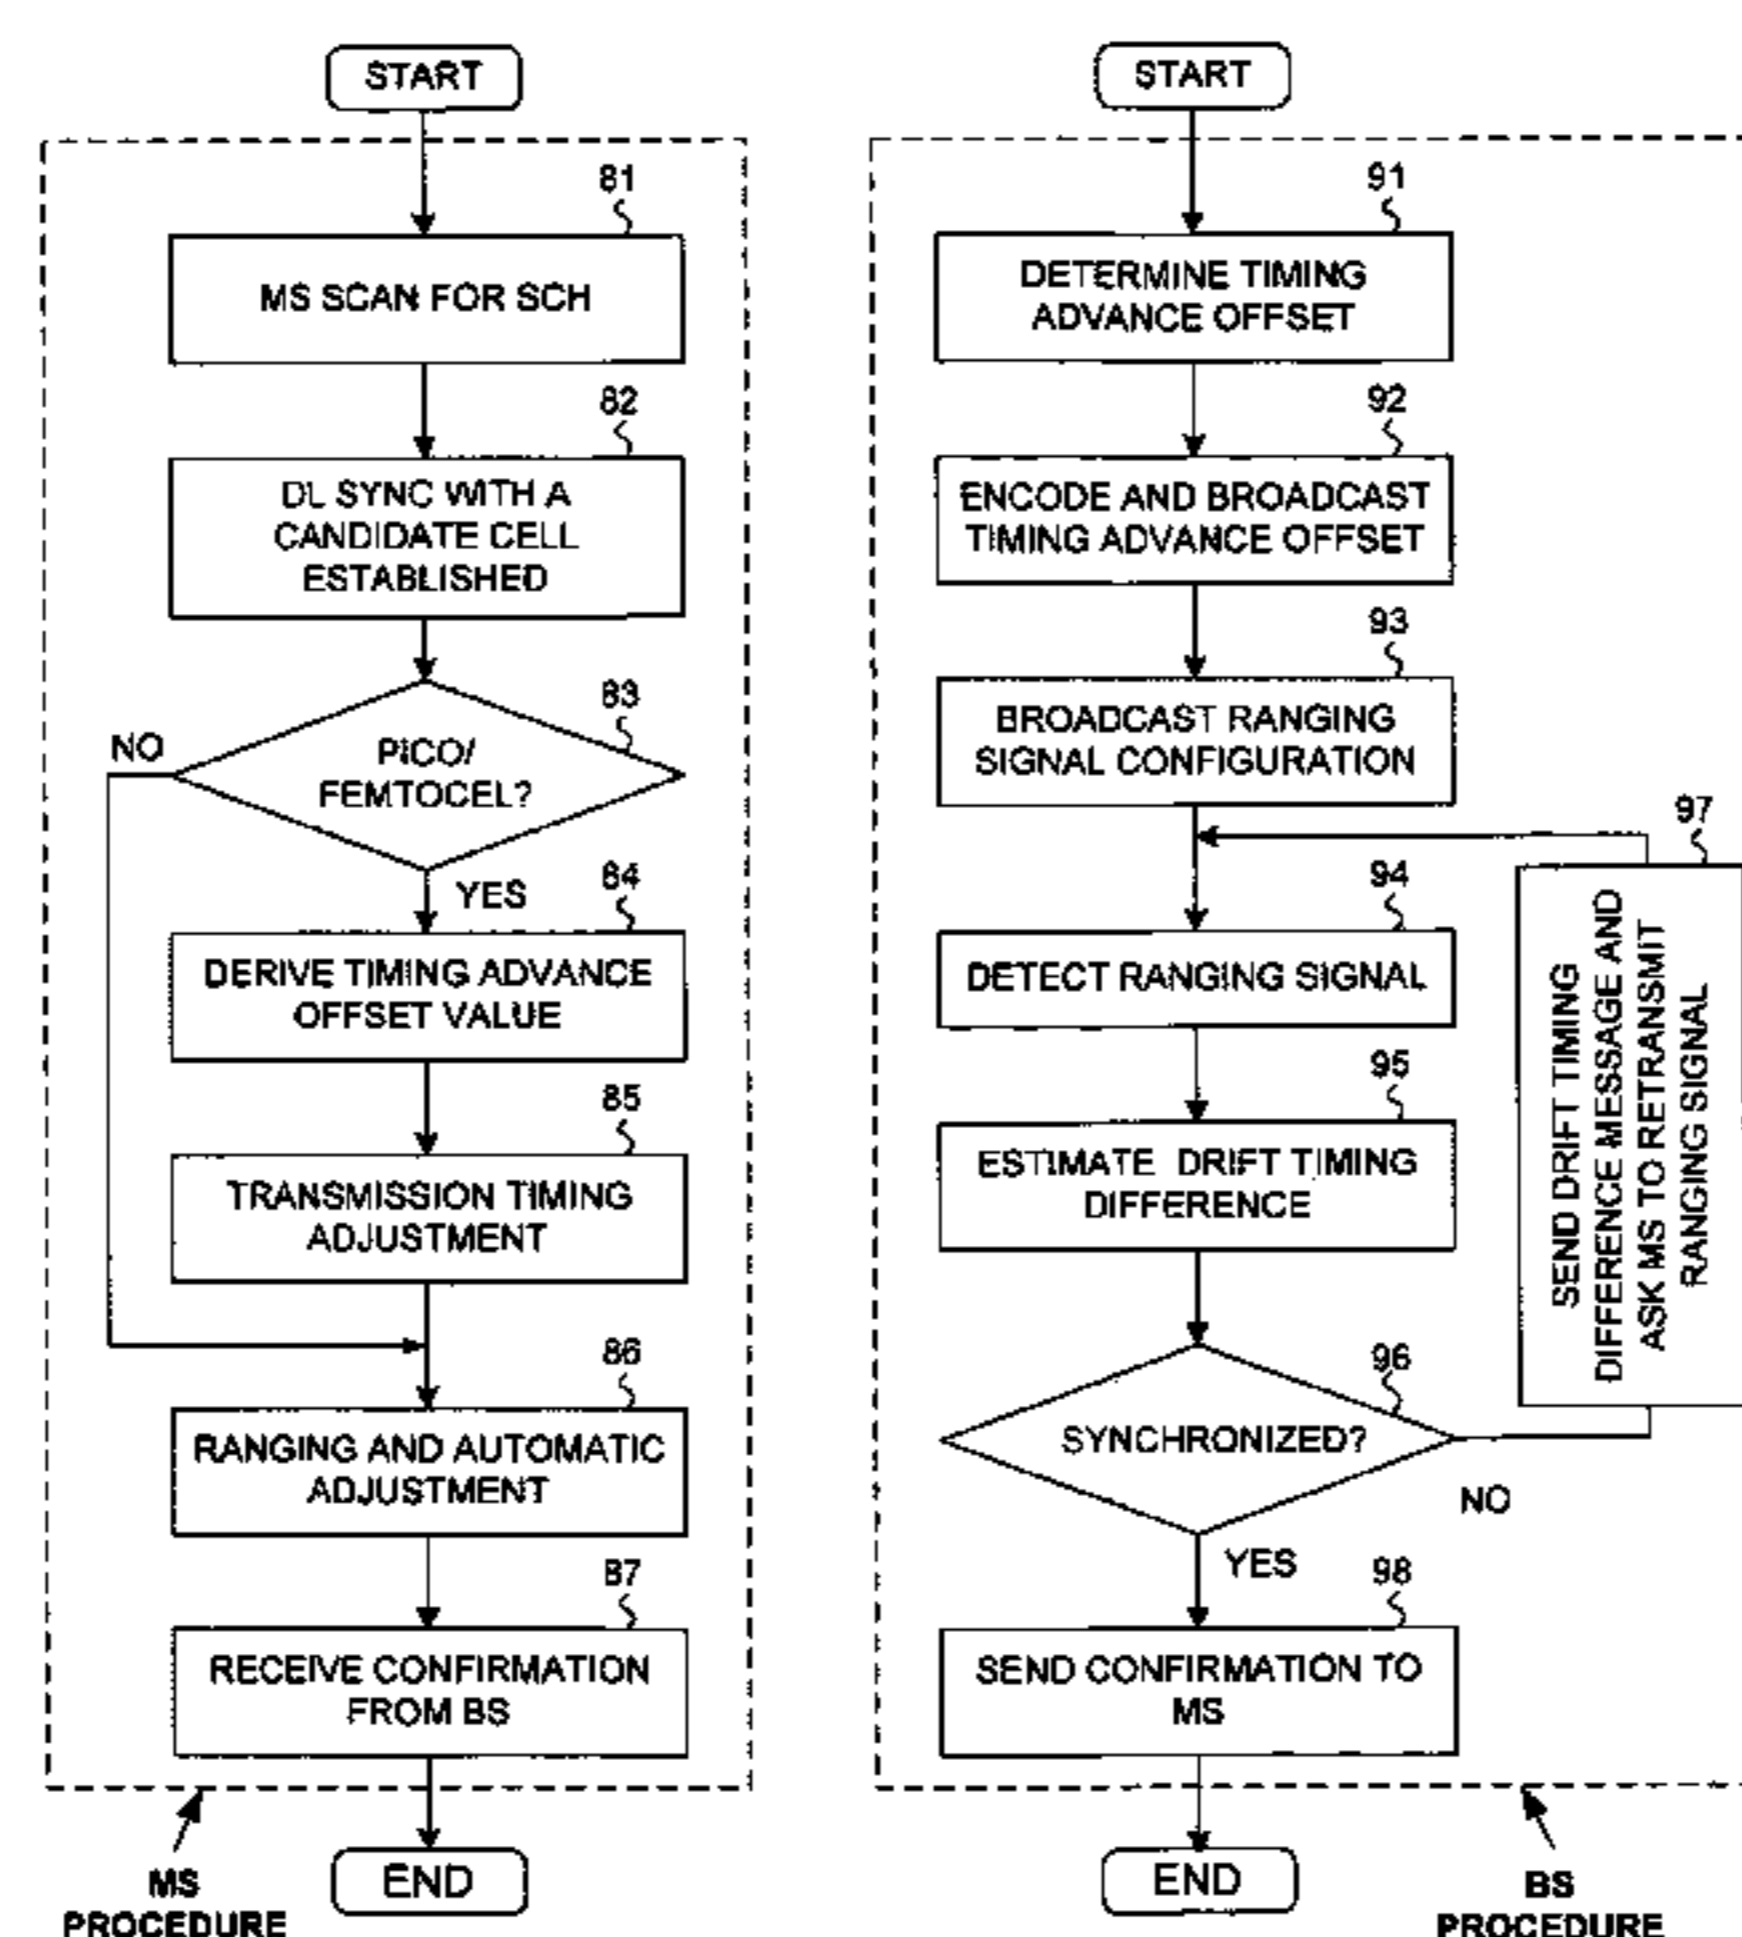 START
81
MS SCAN FOR SCH
82
DL SYNC WITH A
CANDIDATE CELL
ESTABLISHED
83
PICO/
FEMTOCEL?
NO
YES
84
DERIVE TIMING ADVANCE
OFFSET VALUE
85
TRANSMISSION TIMING
ADJUSTMENT
86
RANGING AND AUTOMATIC
ADJUSTMENT
87
RECEIVE CONFIRMATION
FROM BS
END
MS
PROCEDURE
START
91
DETERMINE TIMING
ADVANCE OFFSET
92
ENCODE AND BROADCAST
TIMING ADVANCE OFFSET
93
BROADCAST RANGING
SIGNAL CONFIGURATION
94
DETECT RANGING SIGNAL
95
ESTIMATE DRIFT TIMING
DIFFERENCE
96
SYNCHRONIZED?
NO
YES
97
SEND DRIFT TIMING
DIFFERENCE MESSAGE AND
ASK MS TO RETRANSMIT
RANGING SIGNAL
98
SEND CONFIRMATION TO
MS
END
BS
PROCEDURE